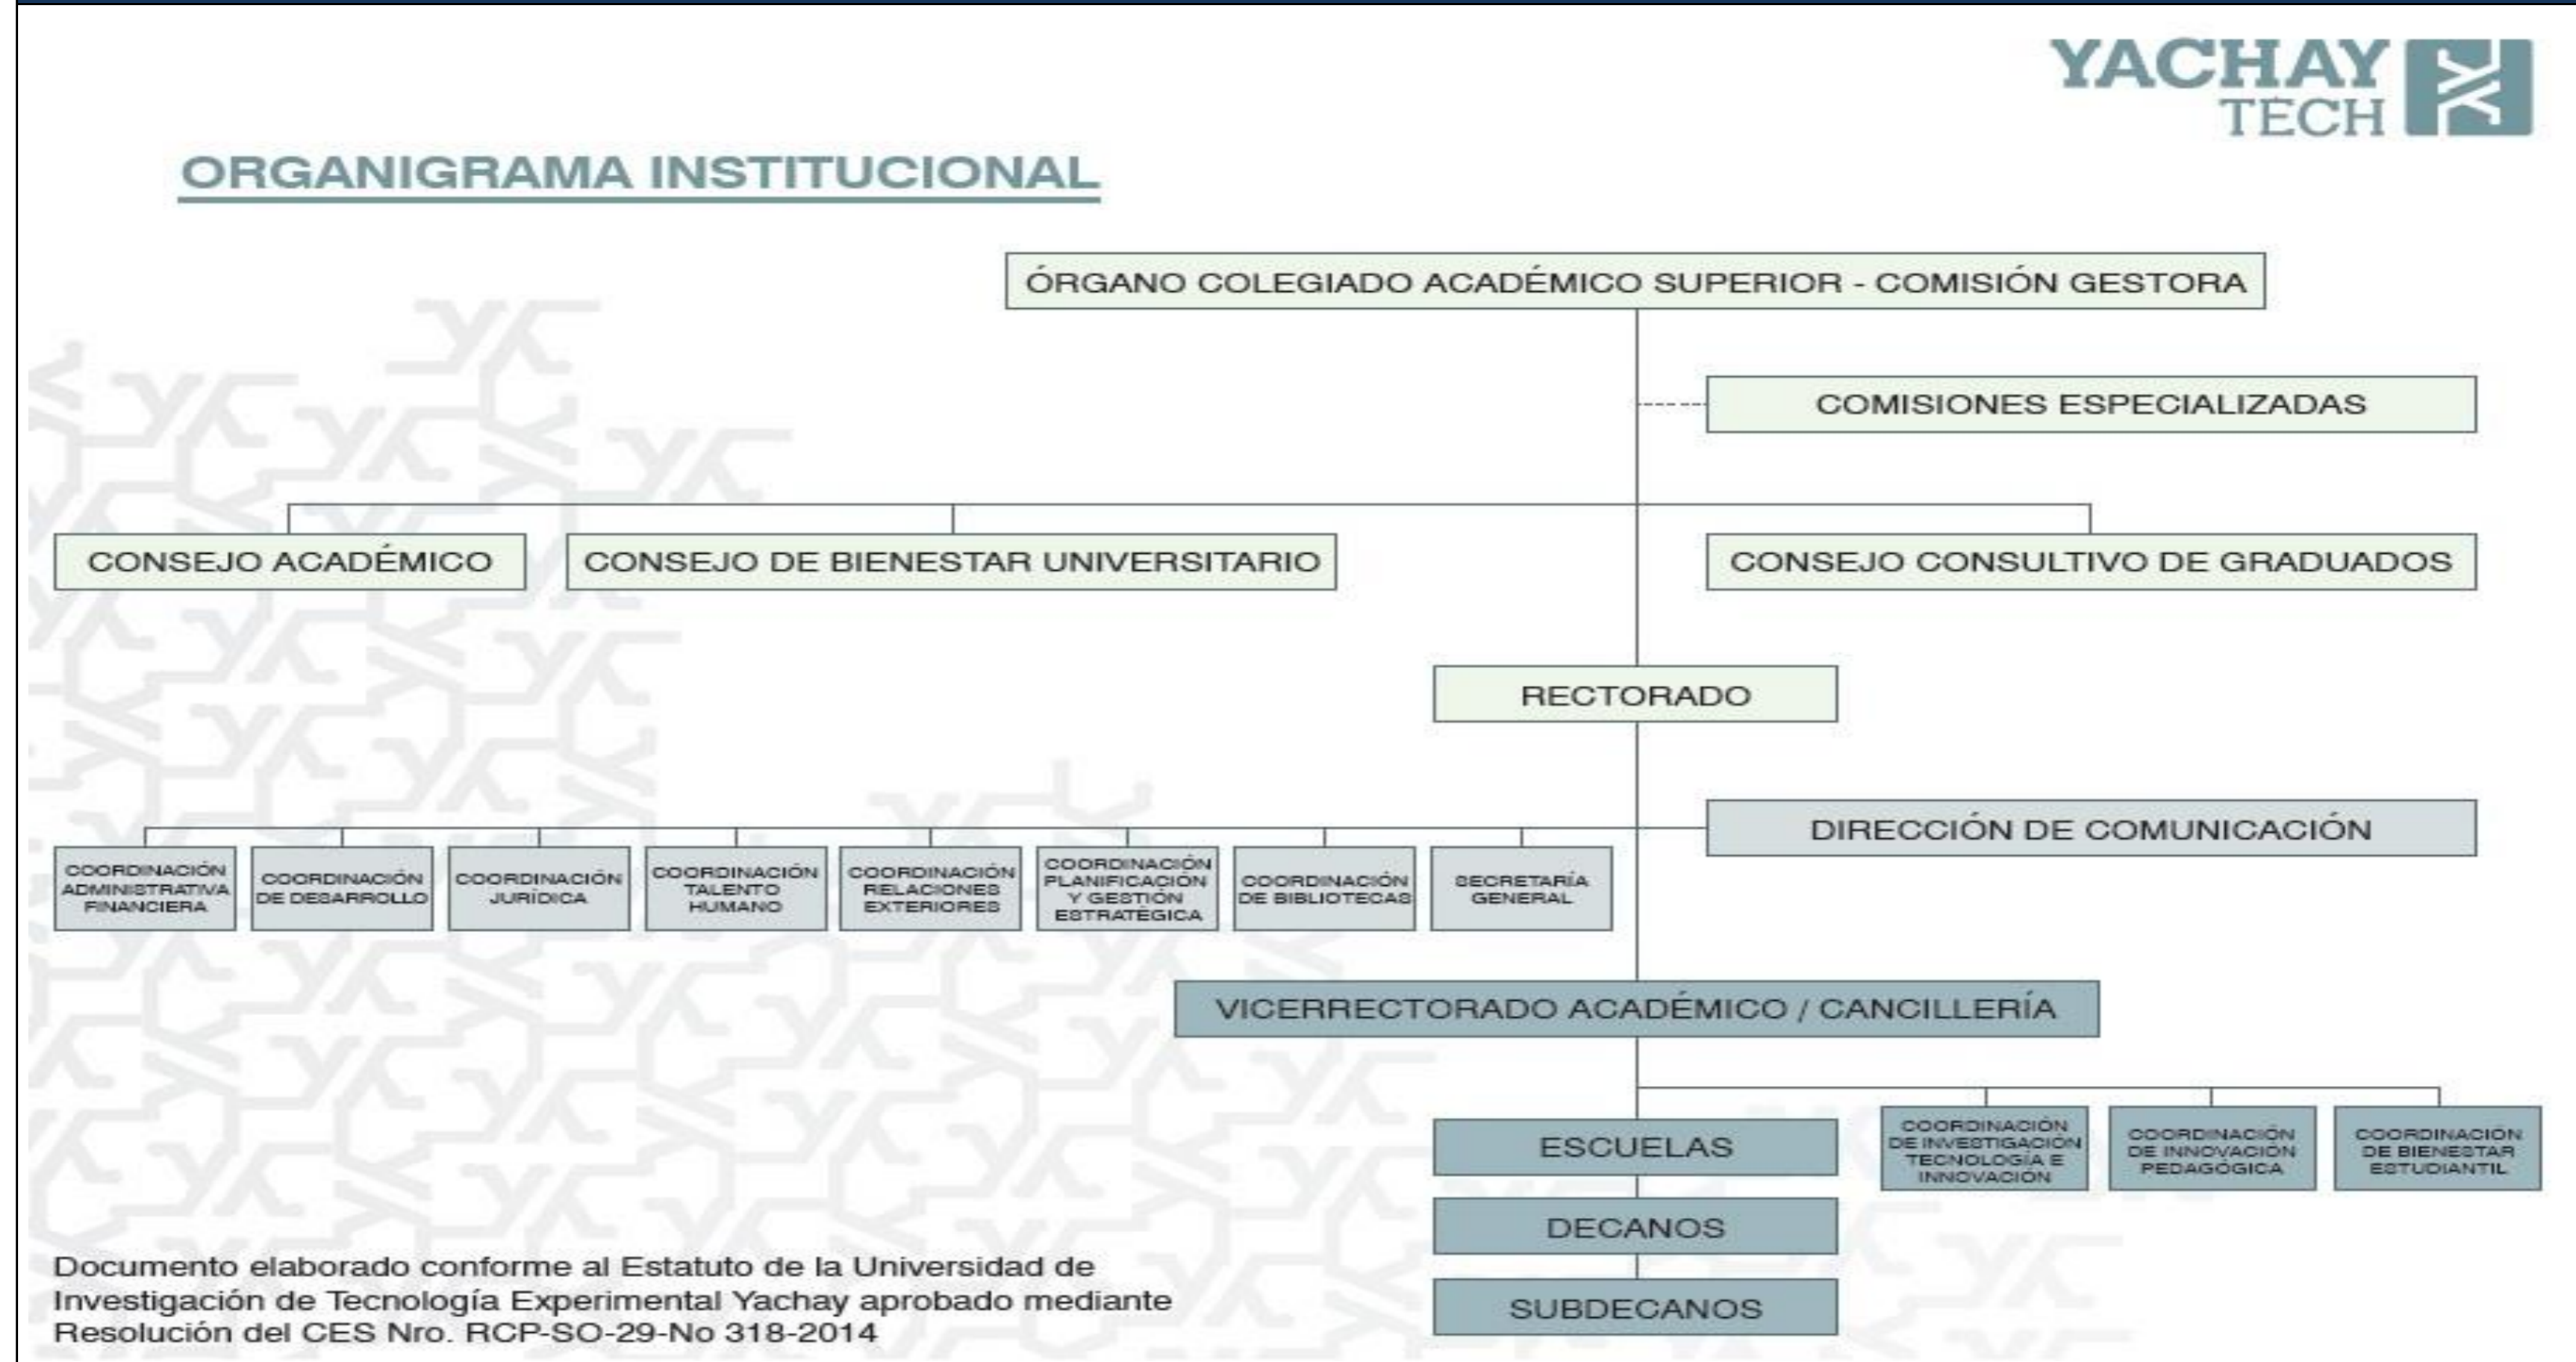 YACHAY
TECH
ORGANIGRAMA INSTITUCIONAL
ÓRGANO COLEGIADO ACADÉMICO SUPERIOR - COMISIÓN GESTORA
COMISIONES ESPECIALIZADAS
CONSEJO ACADÉMICO
CONSEJO DE BIENESTAR UNIVERSITARIO
CONSEJO CONSULTIVO DE GRADUADOS
RECTORADO
DIRECCIÓN DE COMUNICACIÓN
COORDINACIÓN
ADMINISTRATIVA
FINANCIERA
COORDINACIÓN
DE DESARROLLO
COORDINACIÓN
JURÍDICA
COORDINACIÓN
TALENTO
HUMANO
COORDINACIÓN
RELACIONES
EXTERIORES
COORDINACIÓN
PLANIFICACIÓN
Y GESTIÓN
ESTRATÉGICA
COORDINACIÓN
DE BIBLIOTECAS
SECRETARÍA
GENERAL
VICERRECTORADO ACADÉMICO / CANCILLERÍA
ESCUELAS
COORDINACIÓN
DE INVESTIGACIÓN
TECNOLOGÍA E
INNOVACIÓN
COORDINACIÓN
DE INNOVACIÓN
PEDAGÓGICA
COORDINACIÓN
DE BIENESTAR
ESTUDIANTIL
DECANOS
SUBDECANOS
Documento elaborado conforme al Estatuto de la Universidad de
Investigación de Tecnología Experimental Yachay aprobado mediante
Resolución del CES Nro. RCP-SO-29-No 318-2014